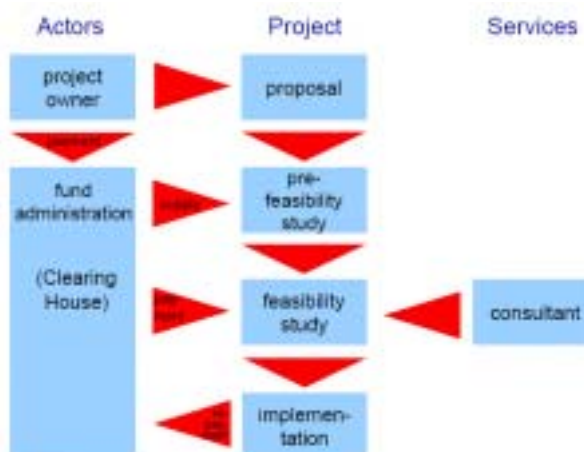 Actors
Project
Services
project
owner
proposal
fund
administration
pre-
feasibility
study
(Clearing
House)
feasibility
study
consultant
implemen-
tation